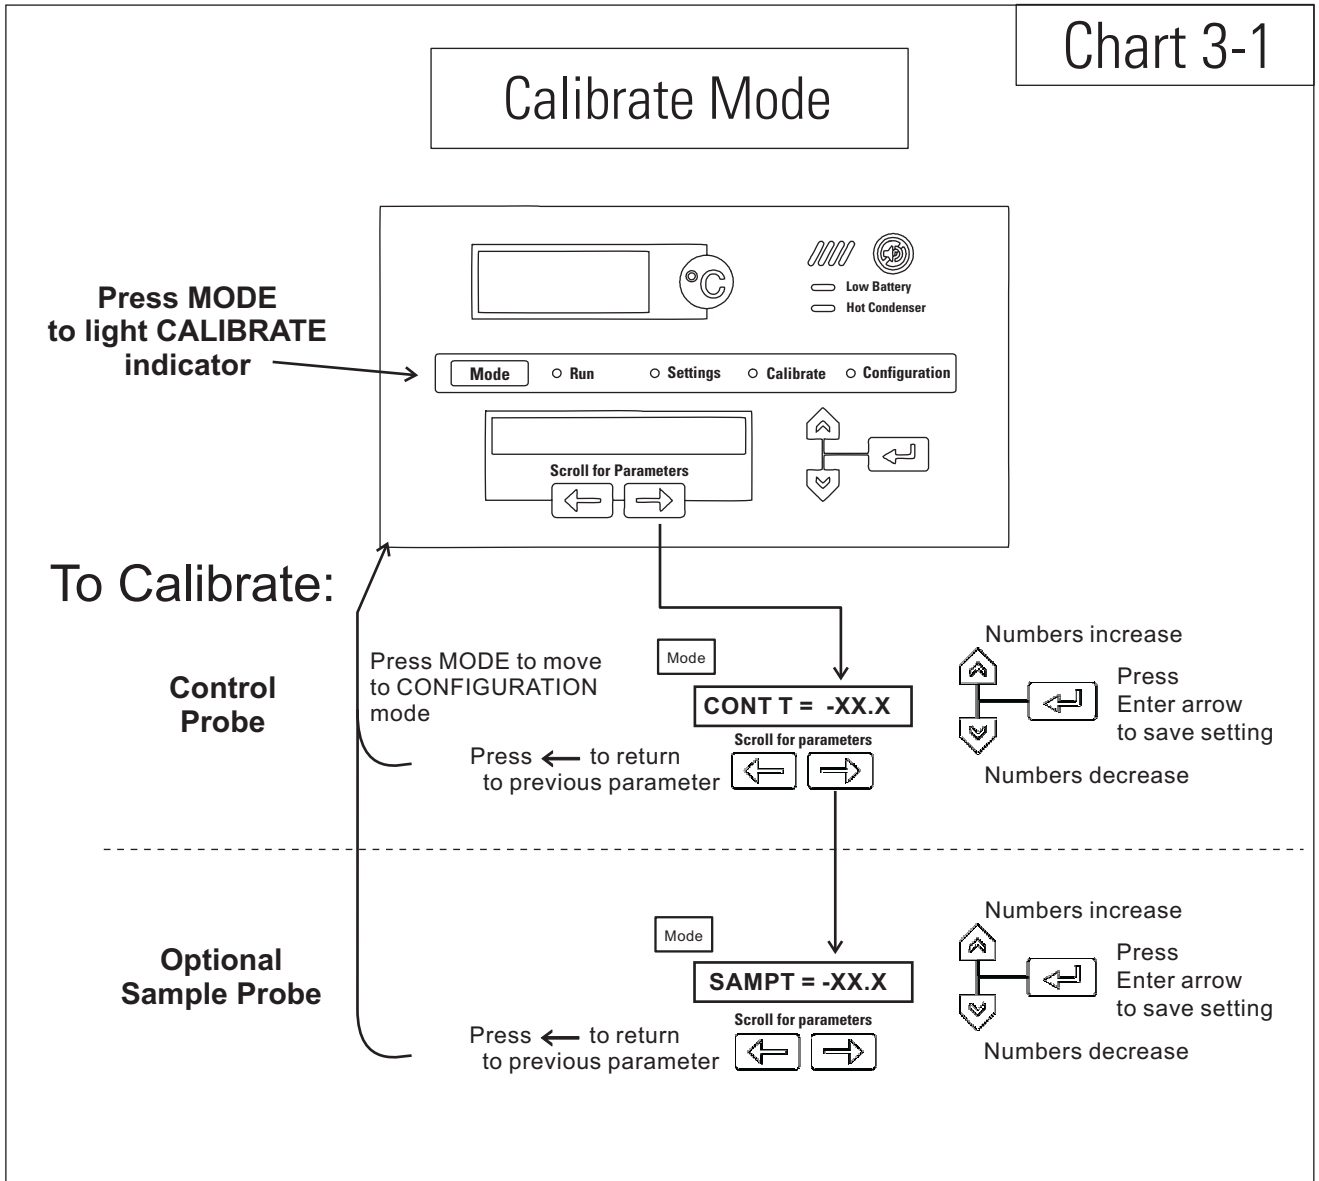 Chart 3-1
Calibrate Mode
°C
Low Battery
Hot Condenser
Press MODE
to light CALIBRATE
indicator
Mode Run Settings Calibrate Configuration
Scroll for Parameters
To Calibrate:
Control
Probe
Press MODE to move
to CONFIGURATION
mode
Mode
CONT T = -XX.X
Scroll for parameters
Press ← to return
to previous parameter
Numbers increase
Press
Enter arrow
to save setting
Numbers decrease
Optional
Sample Probe
Mode
SAMPT = -XX.X
Scroll for parameters
Press ← to return
to previous parameter
Numbers increase
Press
Enter arrow
to save setting
Numbers decrease